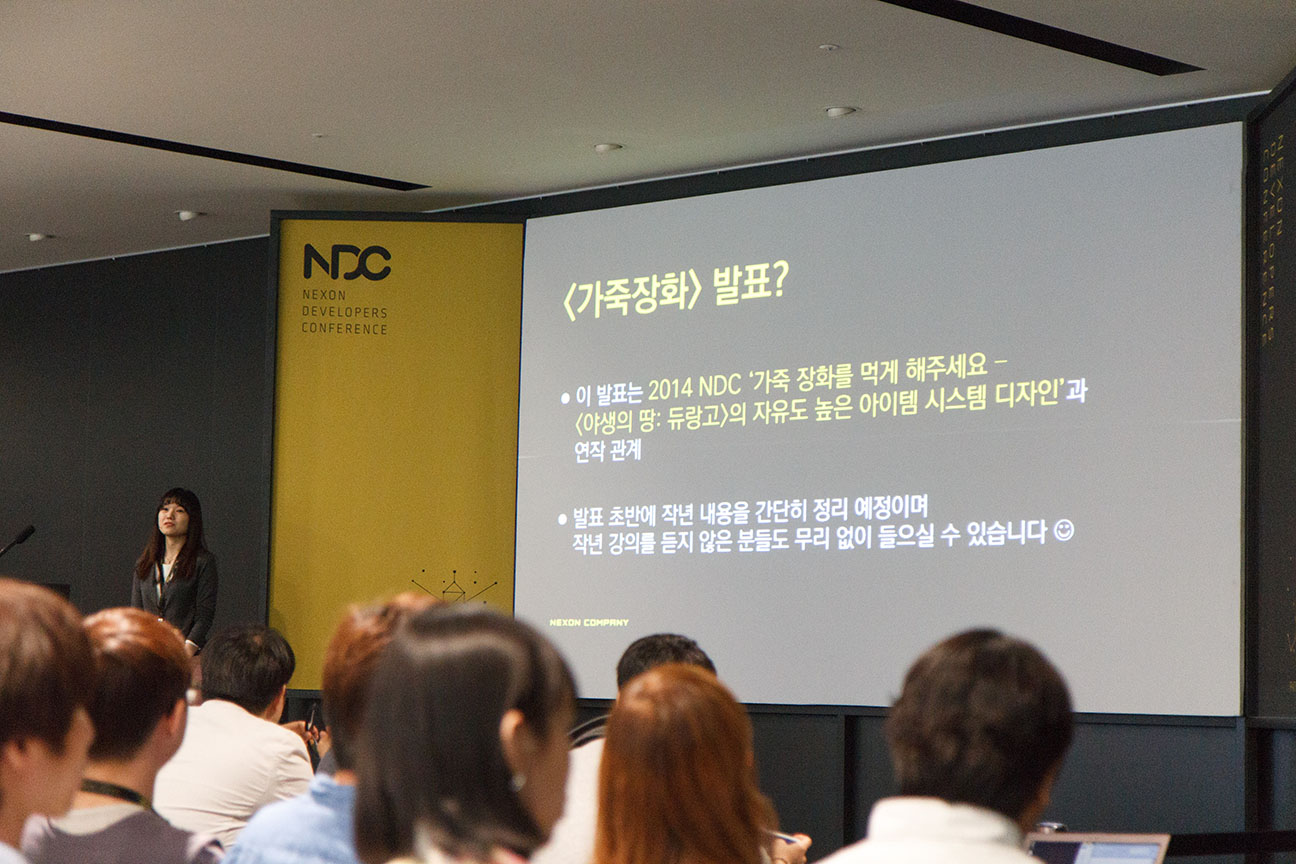 NDC
NEXON
DEVELOPERS
CONFERENCE
<가죽장화> 발표?
• 이 발표는 2014 NDC ‘가죽 장화를 먹게 해주세요 –
<야생의 땅: 듀랑고>의 자유도 높은 아이템 시스템 디자인’과
연작 관계
• 발표 초반에 작년 내용을 간단히 정리 예정이며
작년 강의를 듣지 않은 분들도 무리 없이 들으실 수 있습니다 ☺
NEXON COMPANY
NEXON
DEVELOPERS
CONFERENCE